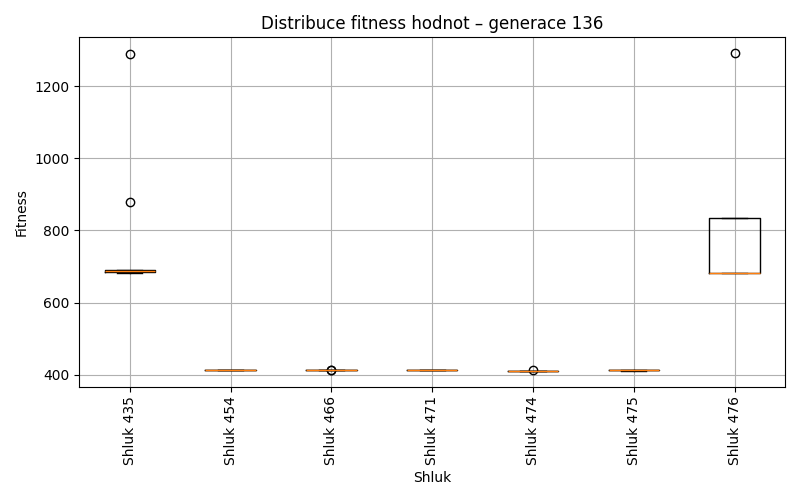 Distribuce fitness hodnot – generace 136
Fitness
1200
1000
800
600
400
Shluk 435
Shluk 454
Shluk 466
Shluk 471
Shluk 474
Shluk 475
Shluk 476
Shluk